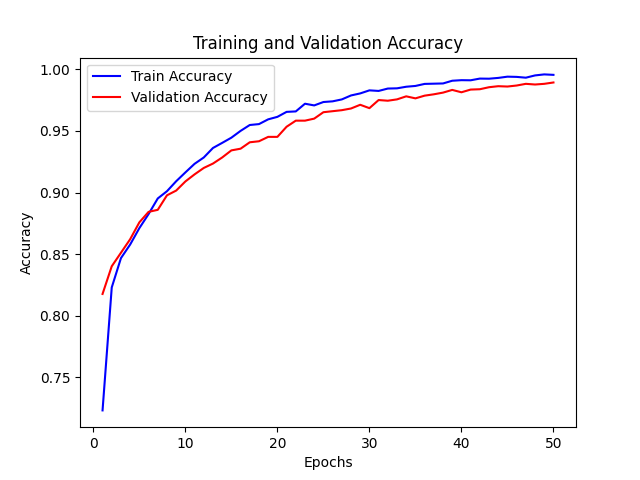 Training and Validation Accuracy
Train Accuracy
Validation Accuracy
1.00
0.95
0.90
0.85
0.80
0.75
Accuracy
0 10 20 30 40 50
Epochs